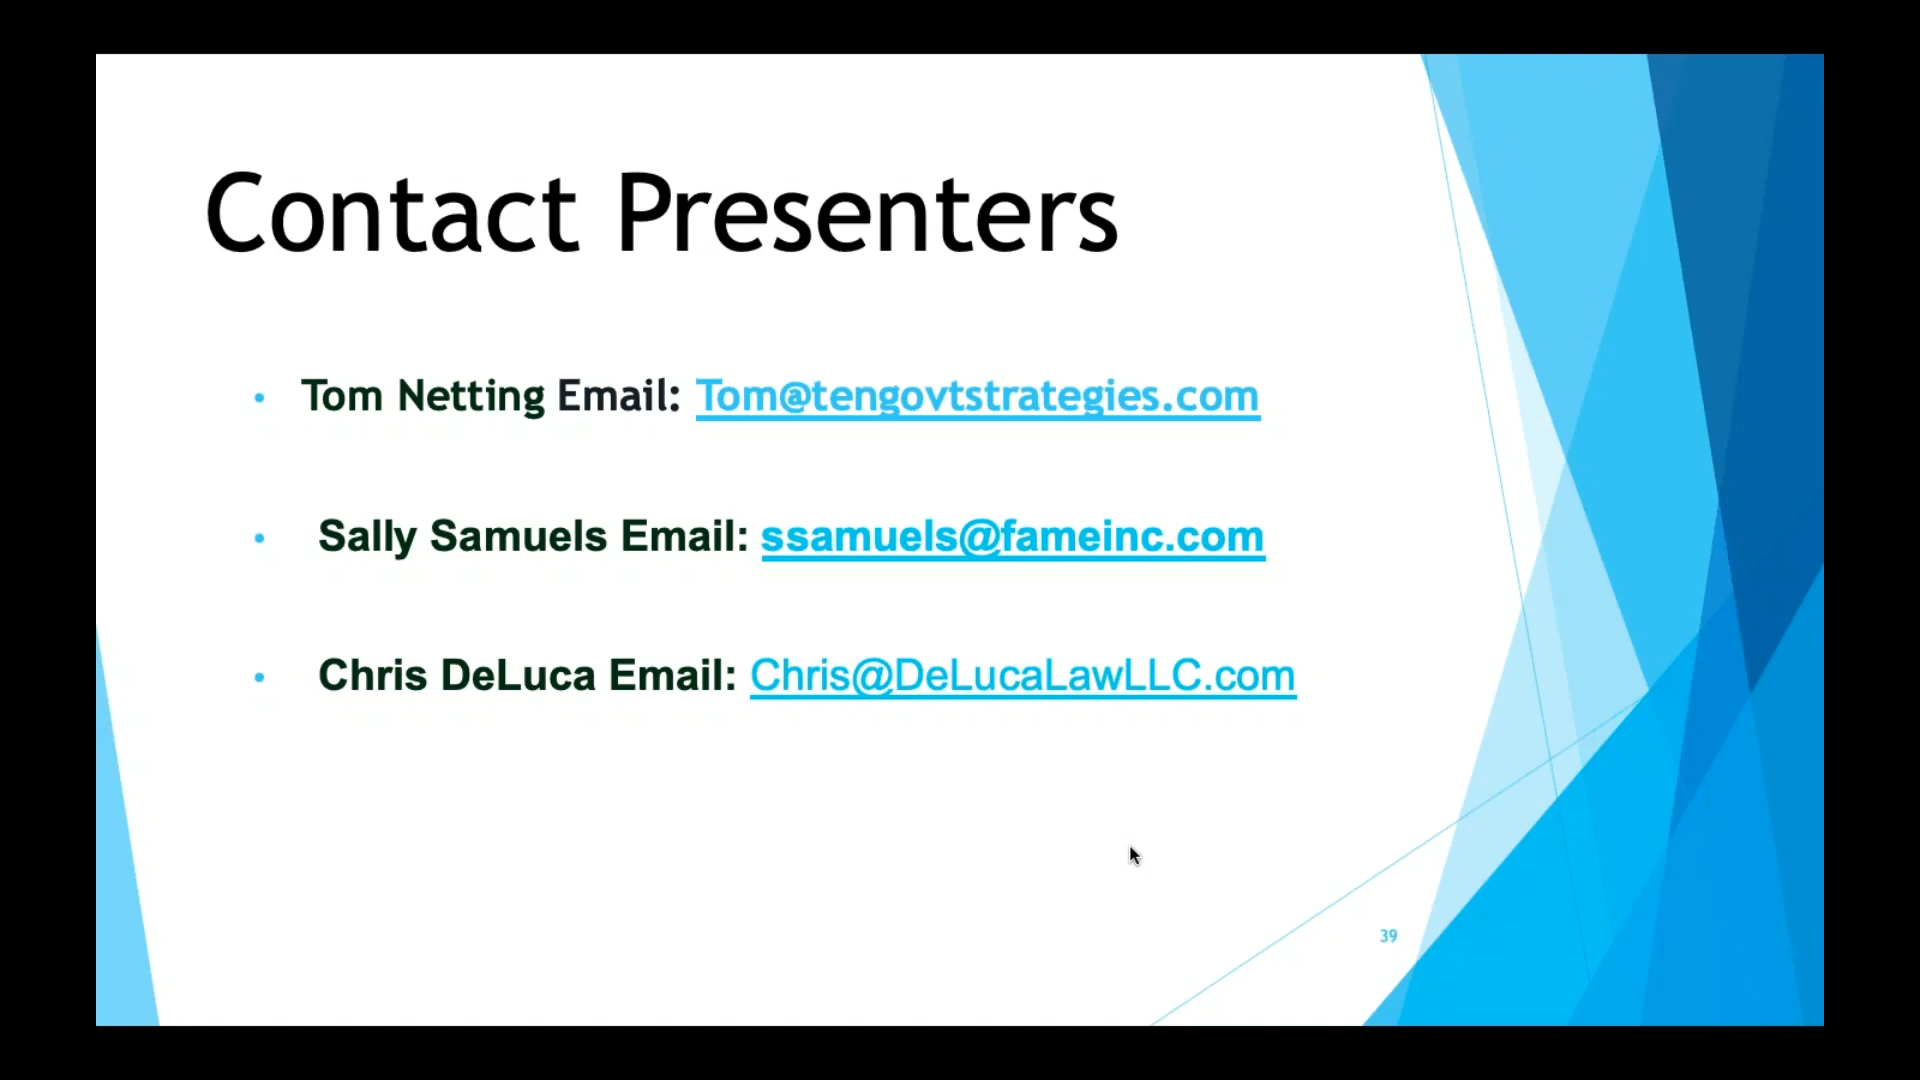 Contact Presenters
• Tom Netting Email: Tom@tengovtstrategies.com
• Sally Samuels Email: ssamuels@fameinc.com
• Chris DeLuca Email: Chris@DeLucaLawLLC.com
39